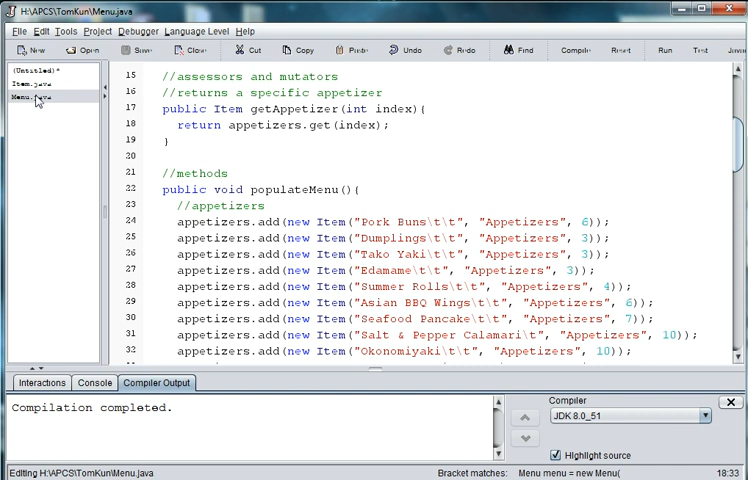 H:\APCS\TomKun\Menu.java
File Edit Tools Project Debugger Language Level Help
New Open Save Close Cut Copy Paste Undo Redo Find Compile Reset Run Test
(Untitled)*
Item.java
Menu.java
15 //assessors and mutators
16 //returns a specific appetizer
17 public Item getAppetizer(int index){
18 return appetizers.get(index);
19 }
20
21 //methods
22 public void populateMenu(){
23 //appetizers
24 appetizers.add(new Item("Pork Buns\t\t", "Appetizers", 6));
25 appetizers.add(new Item("Dumplings\t\t", "Appetizers", 3));
26 appetizers.add(new Item("Tako Yaki\t\t", "Appetizers", 3));
27 appetizers.add(new Item("Edamame\t\t", "Appetizers", 3));
28 appetizers.add(new Item("Summer Rolls\t\t", "Appetizers", 4));
29 appetizers.add(new Item("Asian BBQ Wings\t\t", "Appetizers", 6));
30 appetizers.add(new Item("Seafood Pancake\t\t", "Appetizers", 7));
31 appetizers.add(new Item("Salt & Pepper Calamari\t", "Appetizers", 10));
32 appetizers.add(new Item("Okonomiyaki\t\t", "Appetizers", 10));
Interactions Console Compiler Output
Compilation completed.
Compiler
JDK 8.0_51
Highlight source
Editing H:\APCS\TomKun\Menu.java Bracket matches: Menu menu = new Menu( 18:33